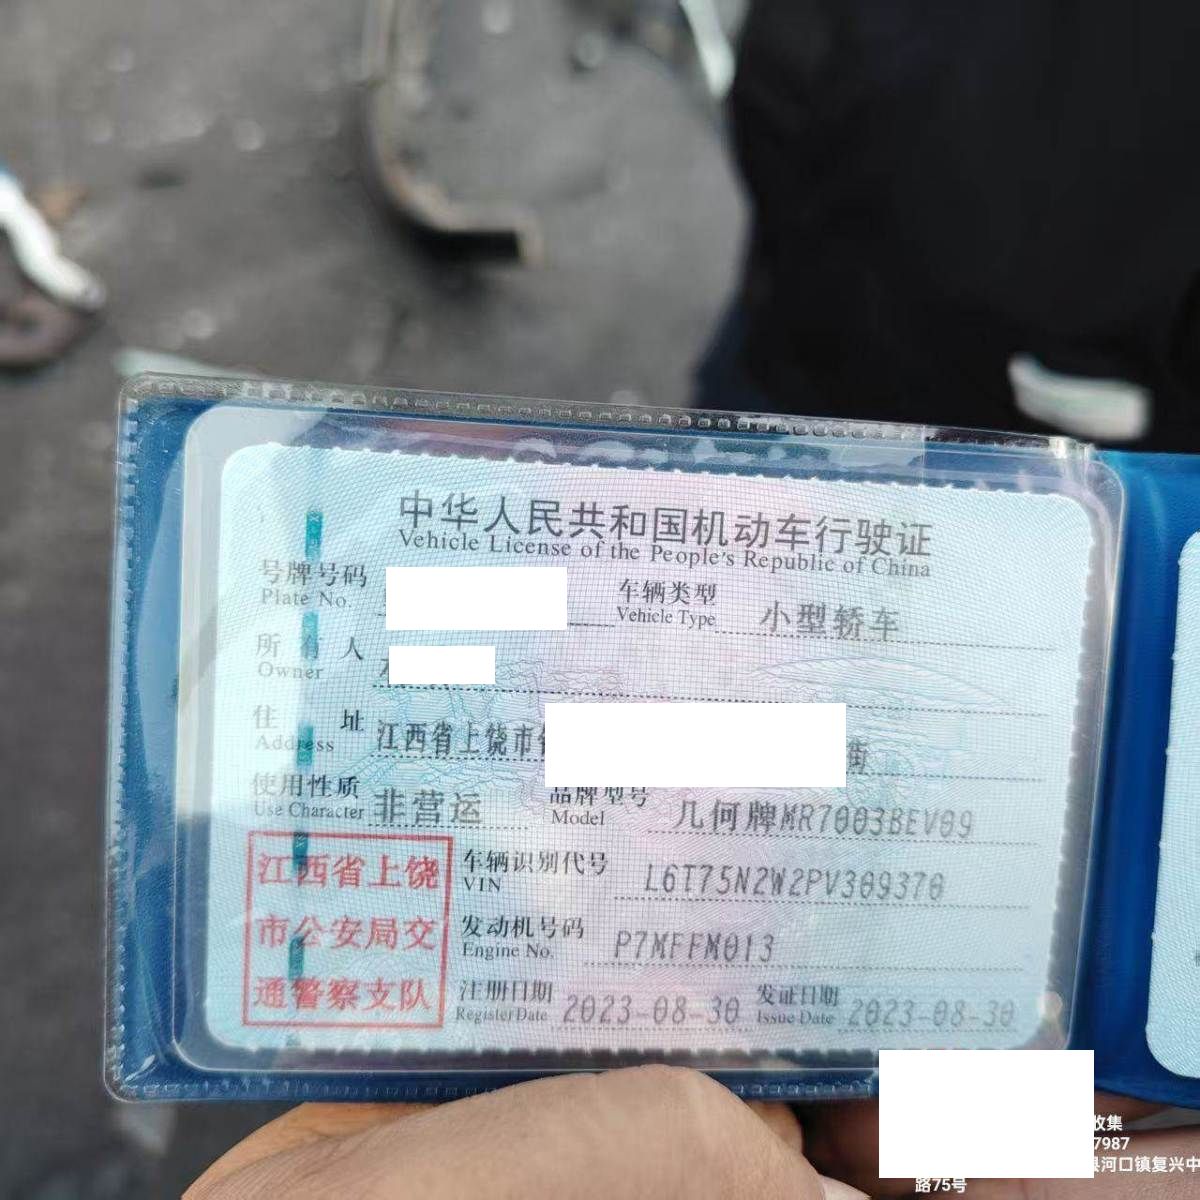 中华人民共和国机动车行驶证
Vehicle License of the People's Republic of China
号牌号码
Plate No.
车辆类型 小型轿车
Vehicle Type
所有人
Owner
住址 江西省上饶市 街
Address
使用性质 非营运
Use Character
品牌型号 几何牌MR7003BEV09
Model
江西省上饶
市公安局交
通警察支队
车辆识别代号 L6T75N2W2PV309370
VIN
发动机号码 P7MFFM013
Engine No.
注册日期 2023-08-30
Register Date
发证日期 2023-08-30
Issue Date
收集
7987
县河口镇复兴中
路75号